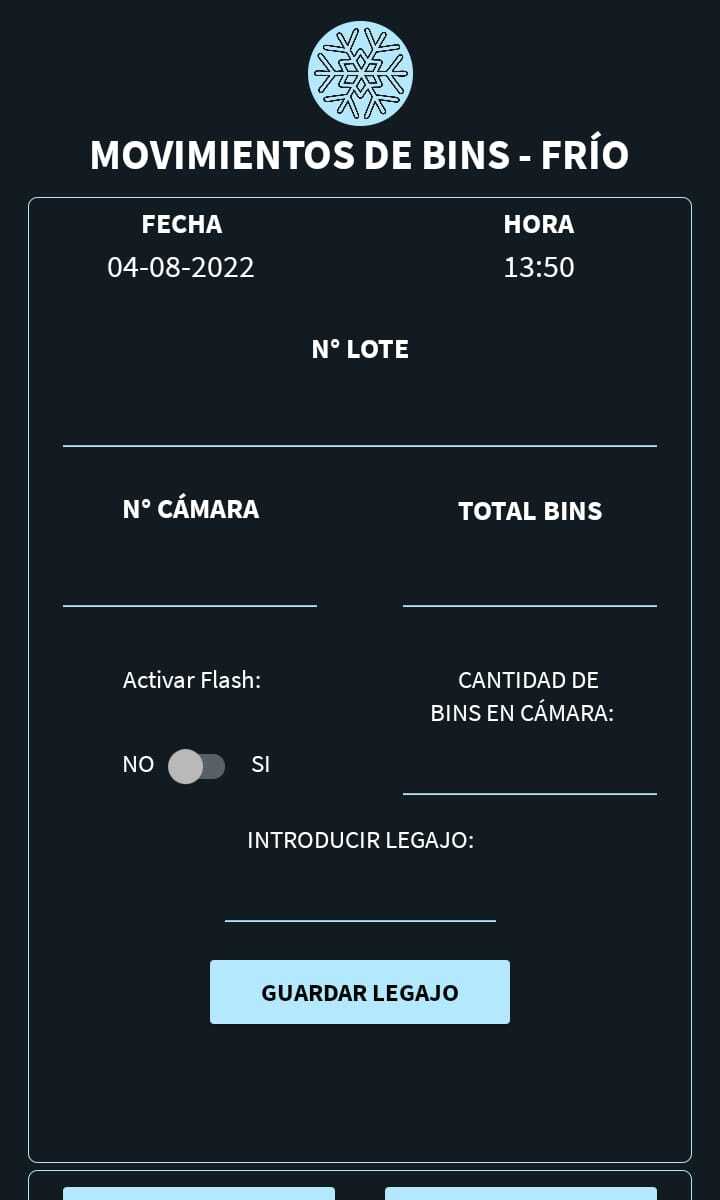 MOVIMIENTOS DE BINS - FRÍO
FECHA
HORA
04-08-2022
13:50
N° LOTE
N° CÁMARA
TOTAL BINS
Activar Flash:
CANTIDAD DE
BINS EN CÁMARA:
NO
SI
INTRODUCIR LEGAJO:
GUARDAR LEGAJO